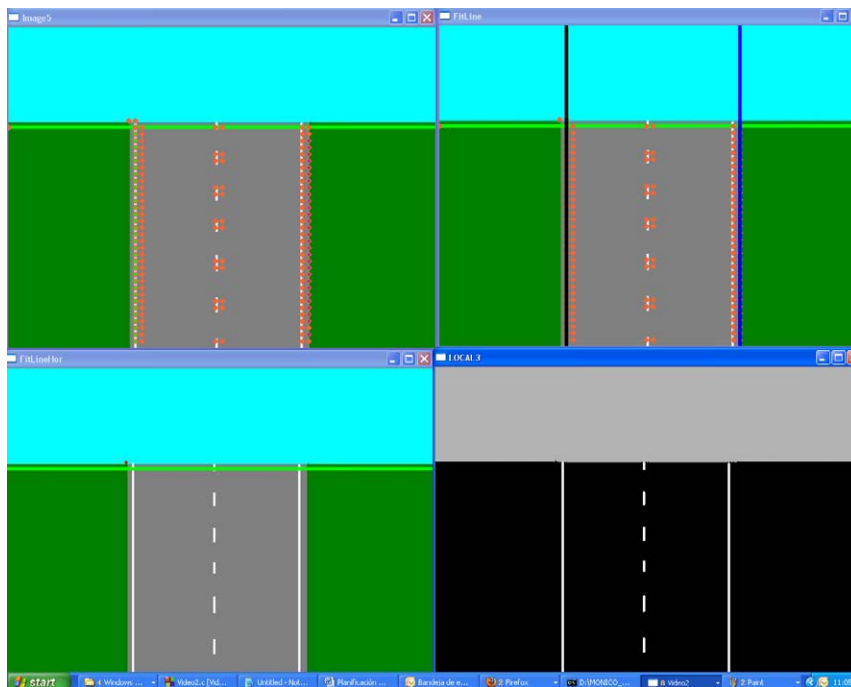 Image5
FitLine
FitLineHor
LOCAL3
start
4 Windows ...
Video2.c [Vid...
Untitled - Not...
Planificación ...
Bandeja de e...
2 Firefox
D:\MONICO_...
8 Video2
2 Paint
11:05